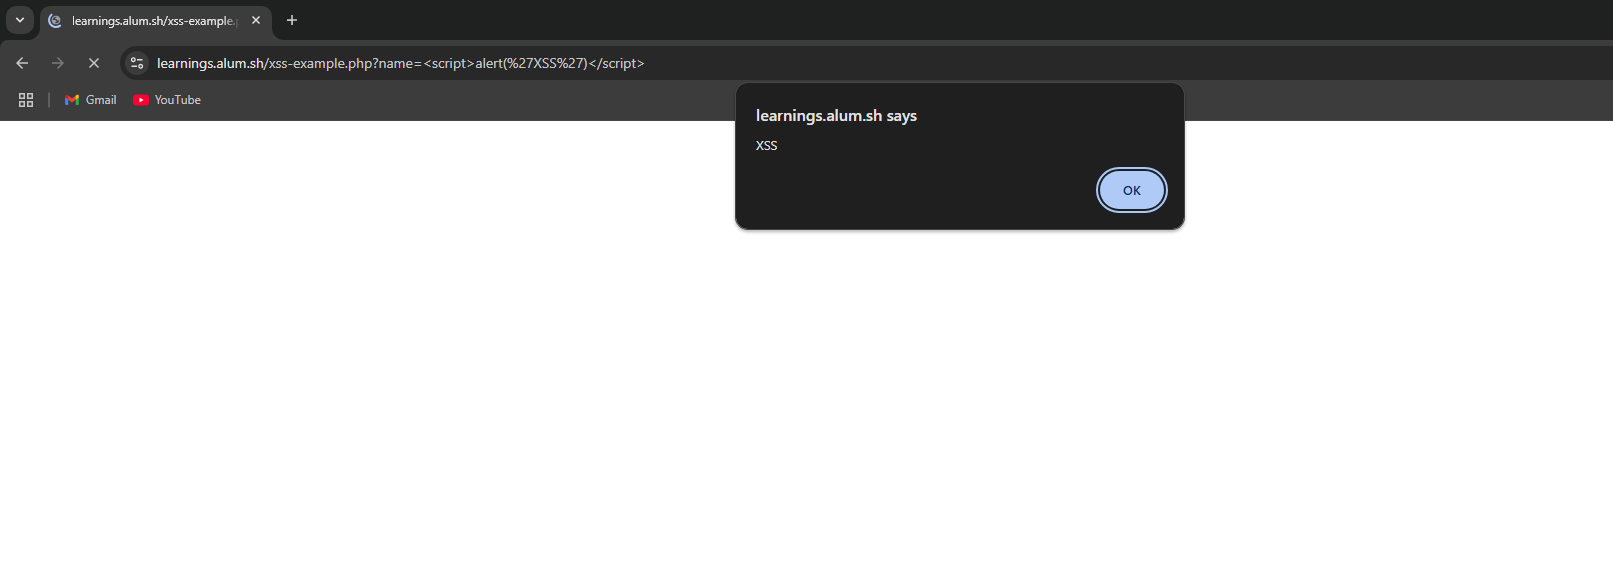 learnings.alum.sh/xss-example.p
learnings.alum.sh/xss-example.php?name=<script>alert(%27XSS%27)</script>
Gmail YouTube
learnings.alum.sh says
XSS
OK